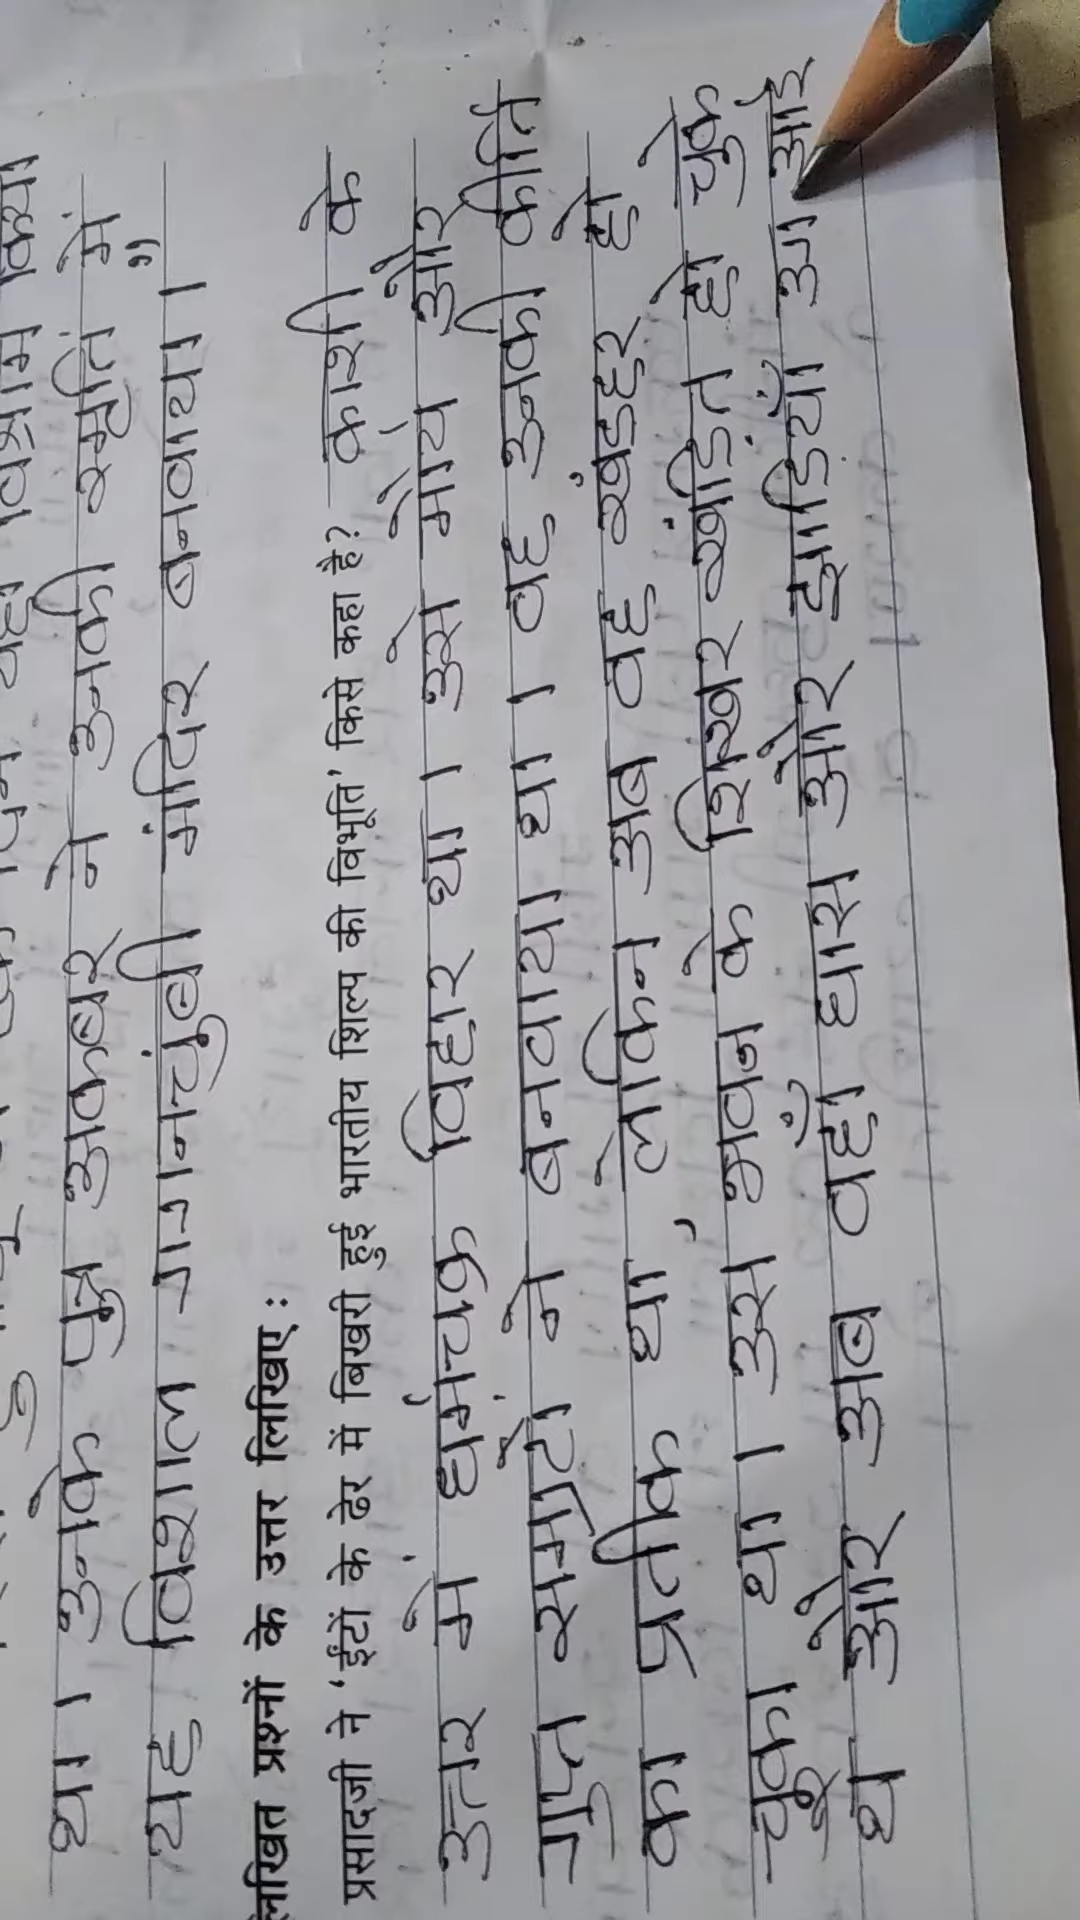 था। उनके पुत्र अकबर ने उनकी स्मृति में
यह विशाल गगनचुंबी मंदिर बनवाया।
लिखित प्रश्नों के उत्तर लिखिए :
प्रसादजी ने 'ईंटों के ढेर में बिखरी हुई भारतीय शिल्प की विभूति' किसे कहा है? काशी के
उत्तर में धर्मचक्र विहार था। उसे मौर्य और
गुप्त सम्राटों ने बनवाया था। वह उनकी कीर्ति
का प्रतीक था, लेकिन अब वह खंडहर हो
चुका था। उस भवन के शिखर खंडित हो चुके
थे और अब वहाँ घास और झाड़ियाँ उग आई